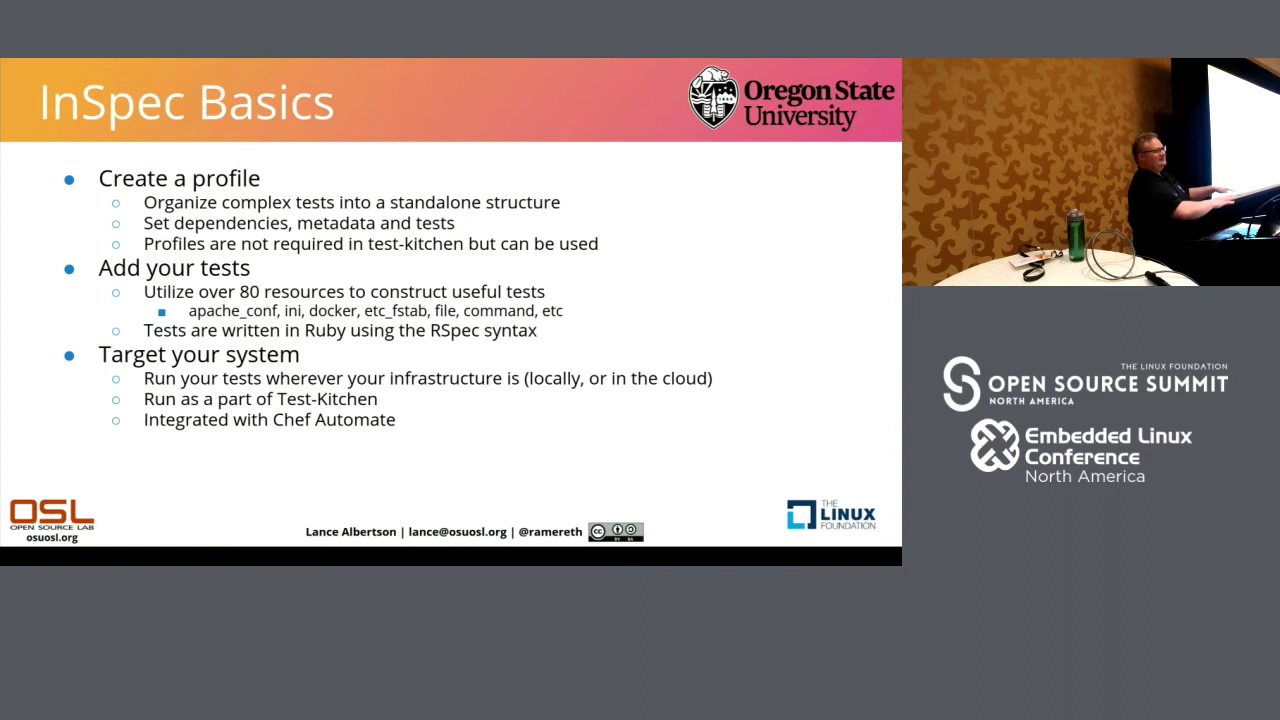 InSpec Basics
Oregon State
University
● Create a profile
○ Organize complex tests into a standalone structure
○ Set dependencies, metadata and tests
○ Profiles are not required in test-kitchen but can be used
● Add your tests
○ Utilize over 80 resources to construct useful tests
■ apache_conf, ini, docker, etc_fstab, file, command, etc
○ Tests are written in Ruby using the RSpec syntax
● Target your system
○ Run your tests wherever your infrastructure is (locally, or in the cloud)
○ Run as a part of Test-Kitchen
○ Integrated with Chef Automate
OSL
OPEN SOURCE LAB
osuosl.org
Lance Albertson | lance@osuosl.org | @ramereth
CC BY SA
THE
LINUX
FOUNDATION
THE LINUX FOUNDATION
OPEN SOURCE SUMMIT
NORTH AMERICA
Embedded Linux
Conference
North America